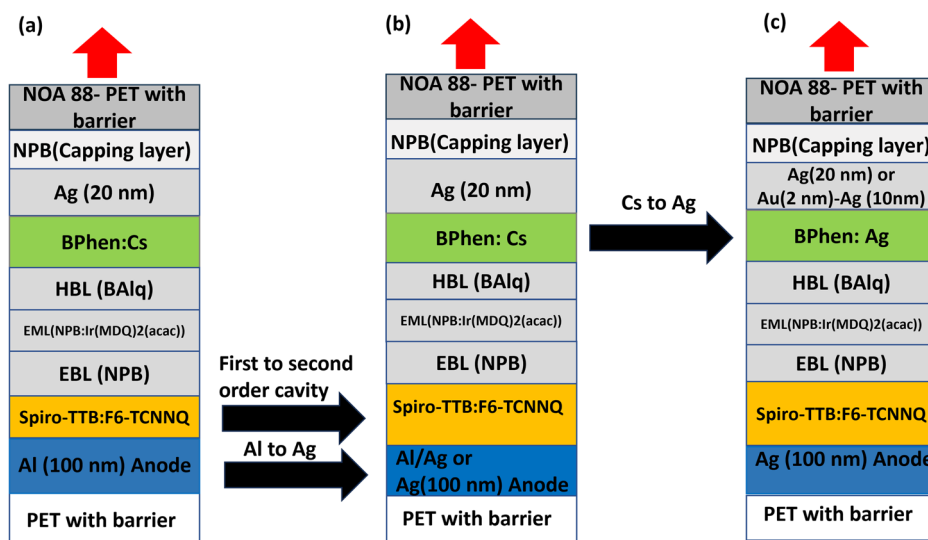 (a)
NOA 88- PET with
barrier
NPB(Capping layer)
Ag (20 nm)
BPhen:Cs
HBL (BAlq)
EML(NPB:Ir(MDQ)2(acac))
EBL (NPB)
Spiro-TTB:F6-TCNNQ
Al (100 nm) Anode
PET with barrier
First to second
order cavity
Al to Ag
(b)
NOA 88- PET with
barrier
NPB(Capping layer)
Ag (20 nm)
BPhen: Cs
HBL (BAlq)
EML(NPB:Ir(MDQ)2(acac))
EBL (NPB)
Spiro-TTB:F6-TCNNQ
Al/Ag or
Ag(100 nm) Anode
PET with barrier
Cs to Ag
(c)
NOA 88- PET with
barrier
NPB(Capping layer)
Ag(20 nm) or
Au(2 nm)-Ag (10nm)
BPhen: Ag
HBL (BAlq)
EML(NPB:Ir(MDQ)2(acac))
EBL (NPB)
Spiro-TTB:F6-TCNNQ
Ag (100 nm) Anode
PET with barrier